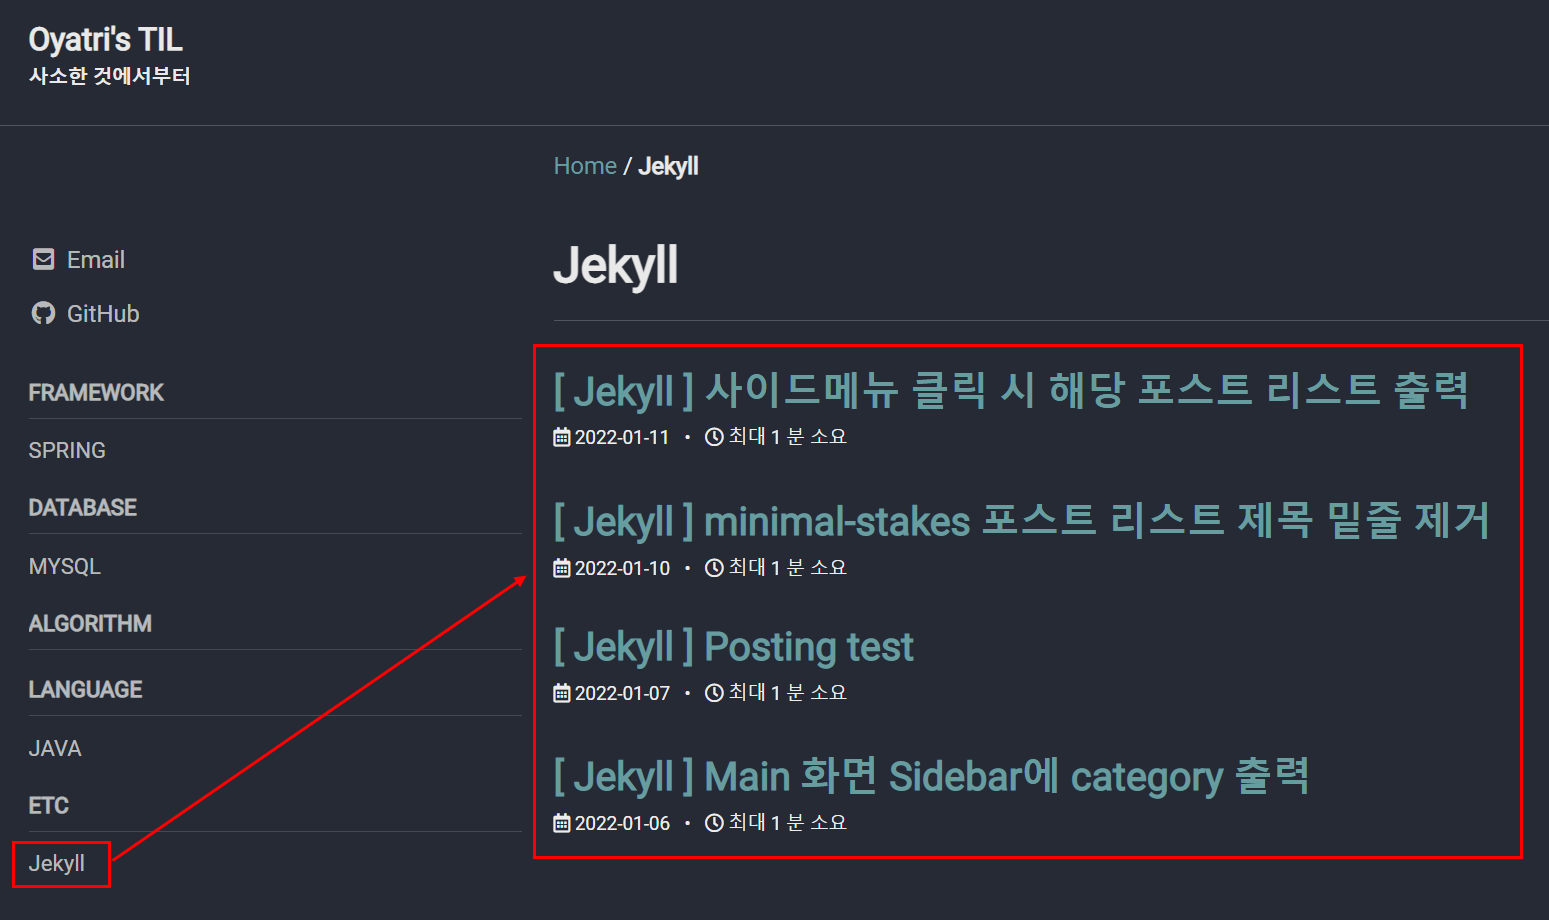 Oyatri's TIL
사소한 것에서부터
Home / Jekyll
Email
GitHub
FRAMEWORK
SPRING
DATABASE
MYSQL
ALGORITHM
LANGUAGE
JAVA
ETC
Jekyll
Jekyll
[ Jekyll ] 사이드메뉴 클릭 시 해당 포스트 리스트 출력
2022-01-11 • 최대 1 분 소요
[ Jekyll ] minimal-stakes 포스트 리스트 제목 밑줄 제거
2022-01-10 • 최대 1 분 소요
[ Jekyll ] Posting test
2022-01-07 • 최대 1 분 소요
[ Jekyll ] Main 화면 Sidebar에 category 출력
2022-01-06 • 최대 1 분 소요